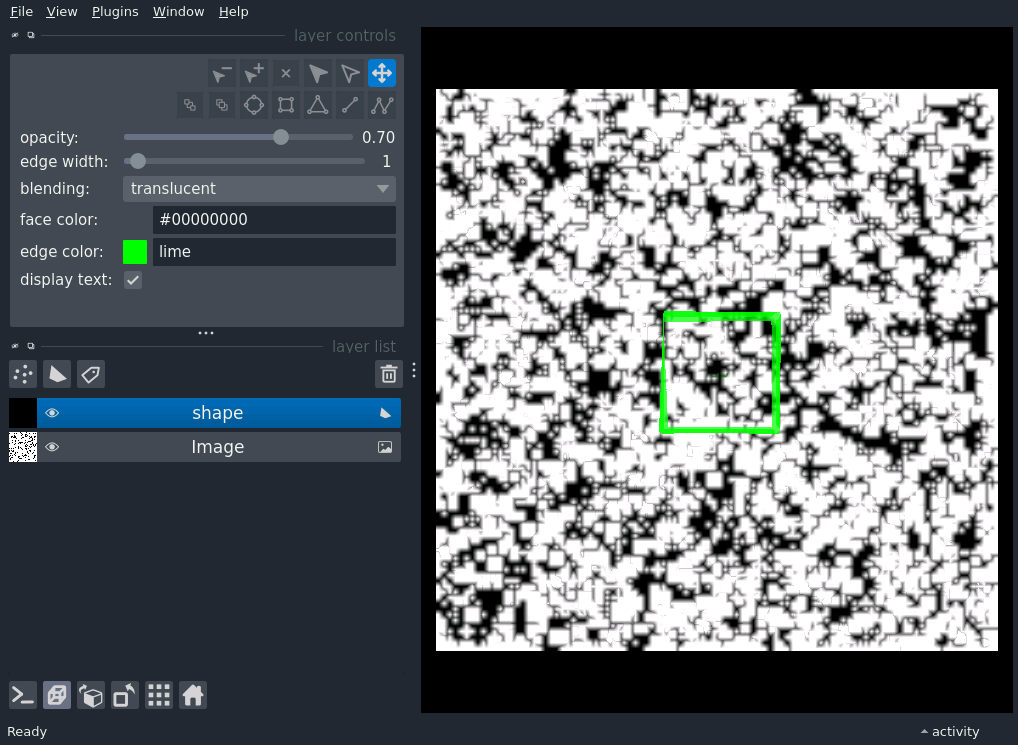 File View Plugins Window Help
layer controls
opacity: 0.70
edge width: 1
blending: translucent
face color: #00000000
edge color: lime
display text:
layer list
shape
Image
Ready activity